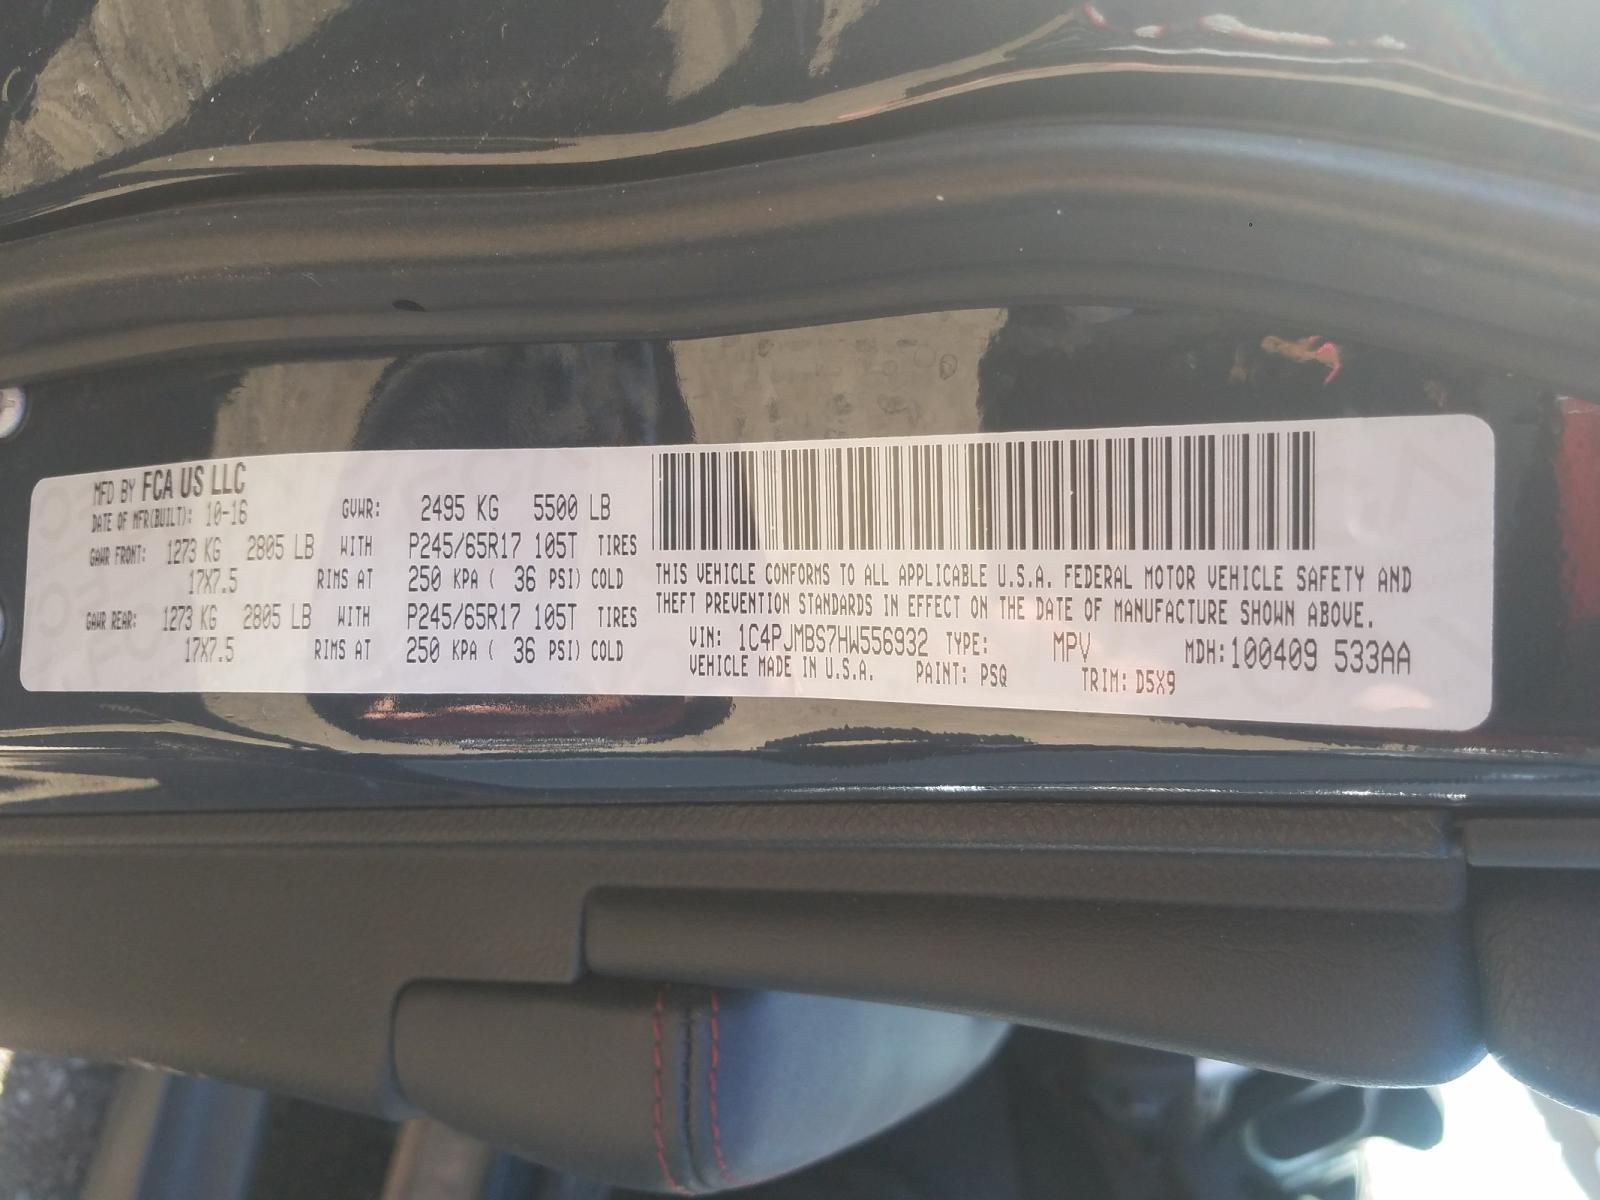 MFD BY FCA US LLC
DATE OF MFR(BUILT): 10-16 GVWR: 2495 KG 5500 LB
GAWR FRONT: 1273 KG 2805 LB WITH P245/65R17 105T TIRES
17X7.5 RIMS AT 250 KPA ( 36 PSI) COLD
GAWR REAR: 1273 KG 2805 LB WITH P245/65R17 105T TIRES
17X7.5 RIMS AT 250 KPA ( 36 PSI) COLD
THIS VEHICLE CONFORMS TO ALL APPLICABLE U.S.A. FEDERAL MOTOR VEHICLE SAFETY AND
THEFT PREVENTION STANDARDS IN EFFECT ON THE DATE OF MANUFACTURE SHOWN ABOVE.
VIN: 1C4PJMBS7HW556932 TYPE: MPV MDH: 100409 533AA
VEHICLE MADE IN U.S.A. PAINT: PSQ TRIM: D5X9